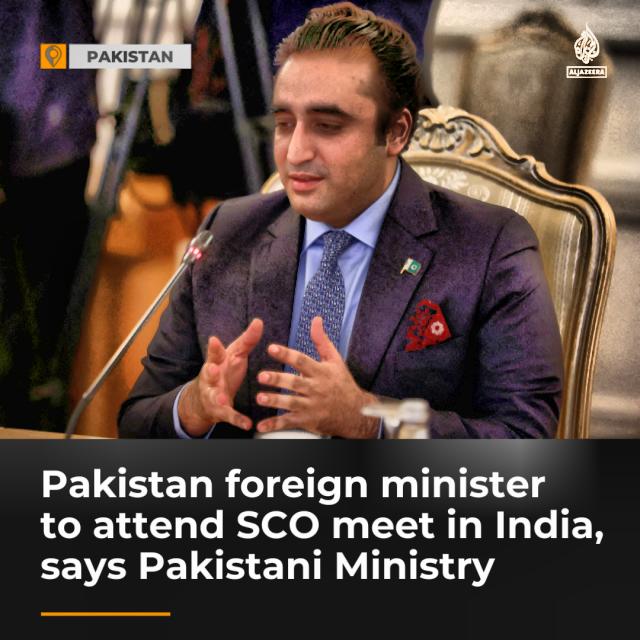 PAKISTAN
ALJAZEERA
Pakistan foreign minister
to attend SCO meet in India,
says Pakistani Ministry